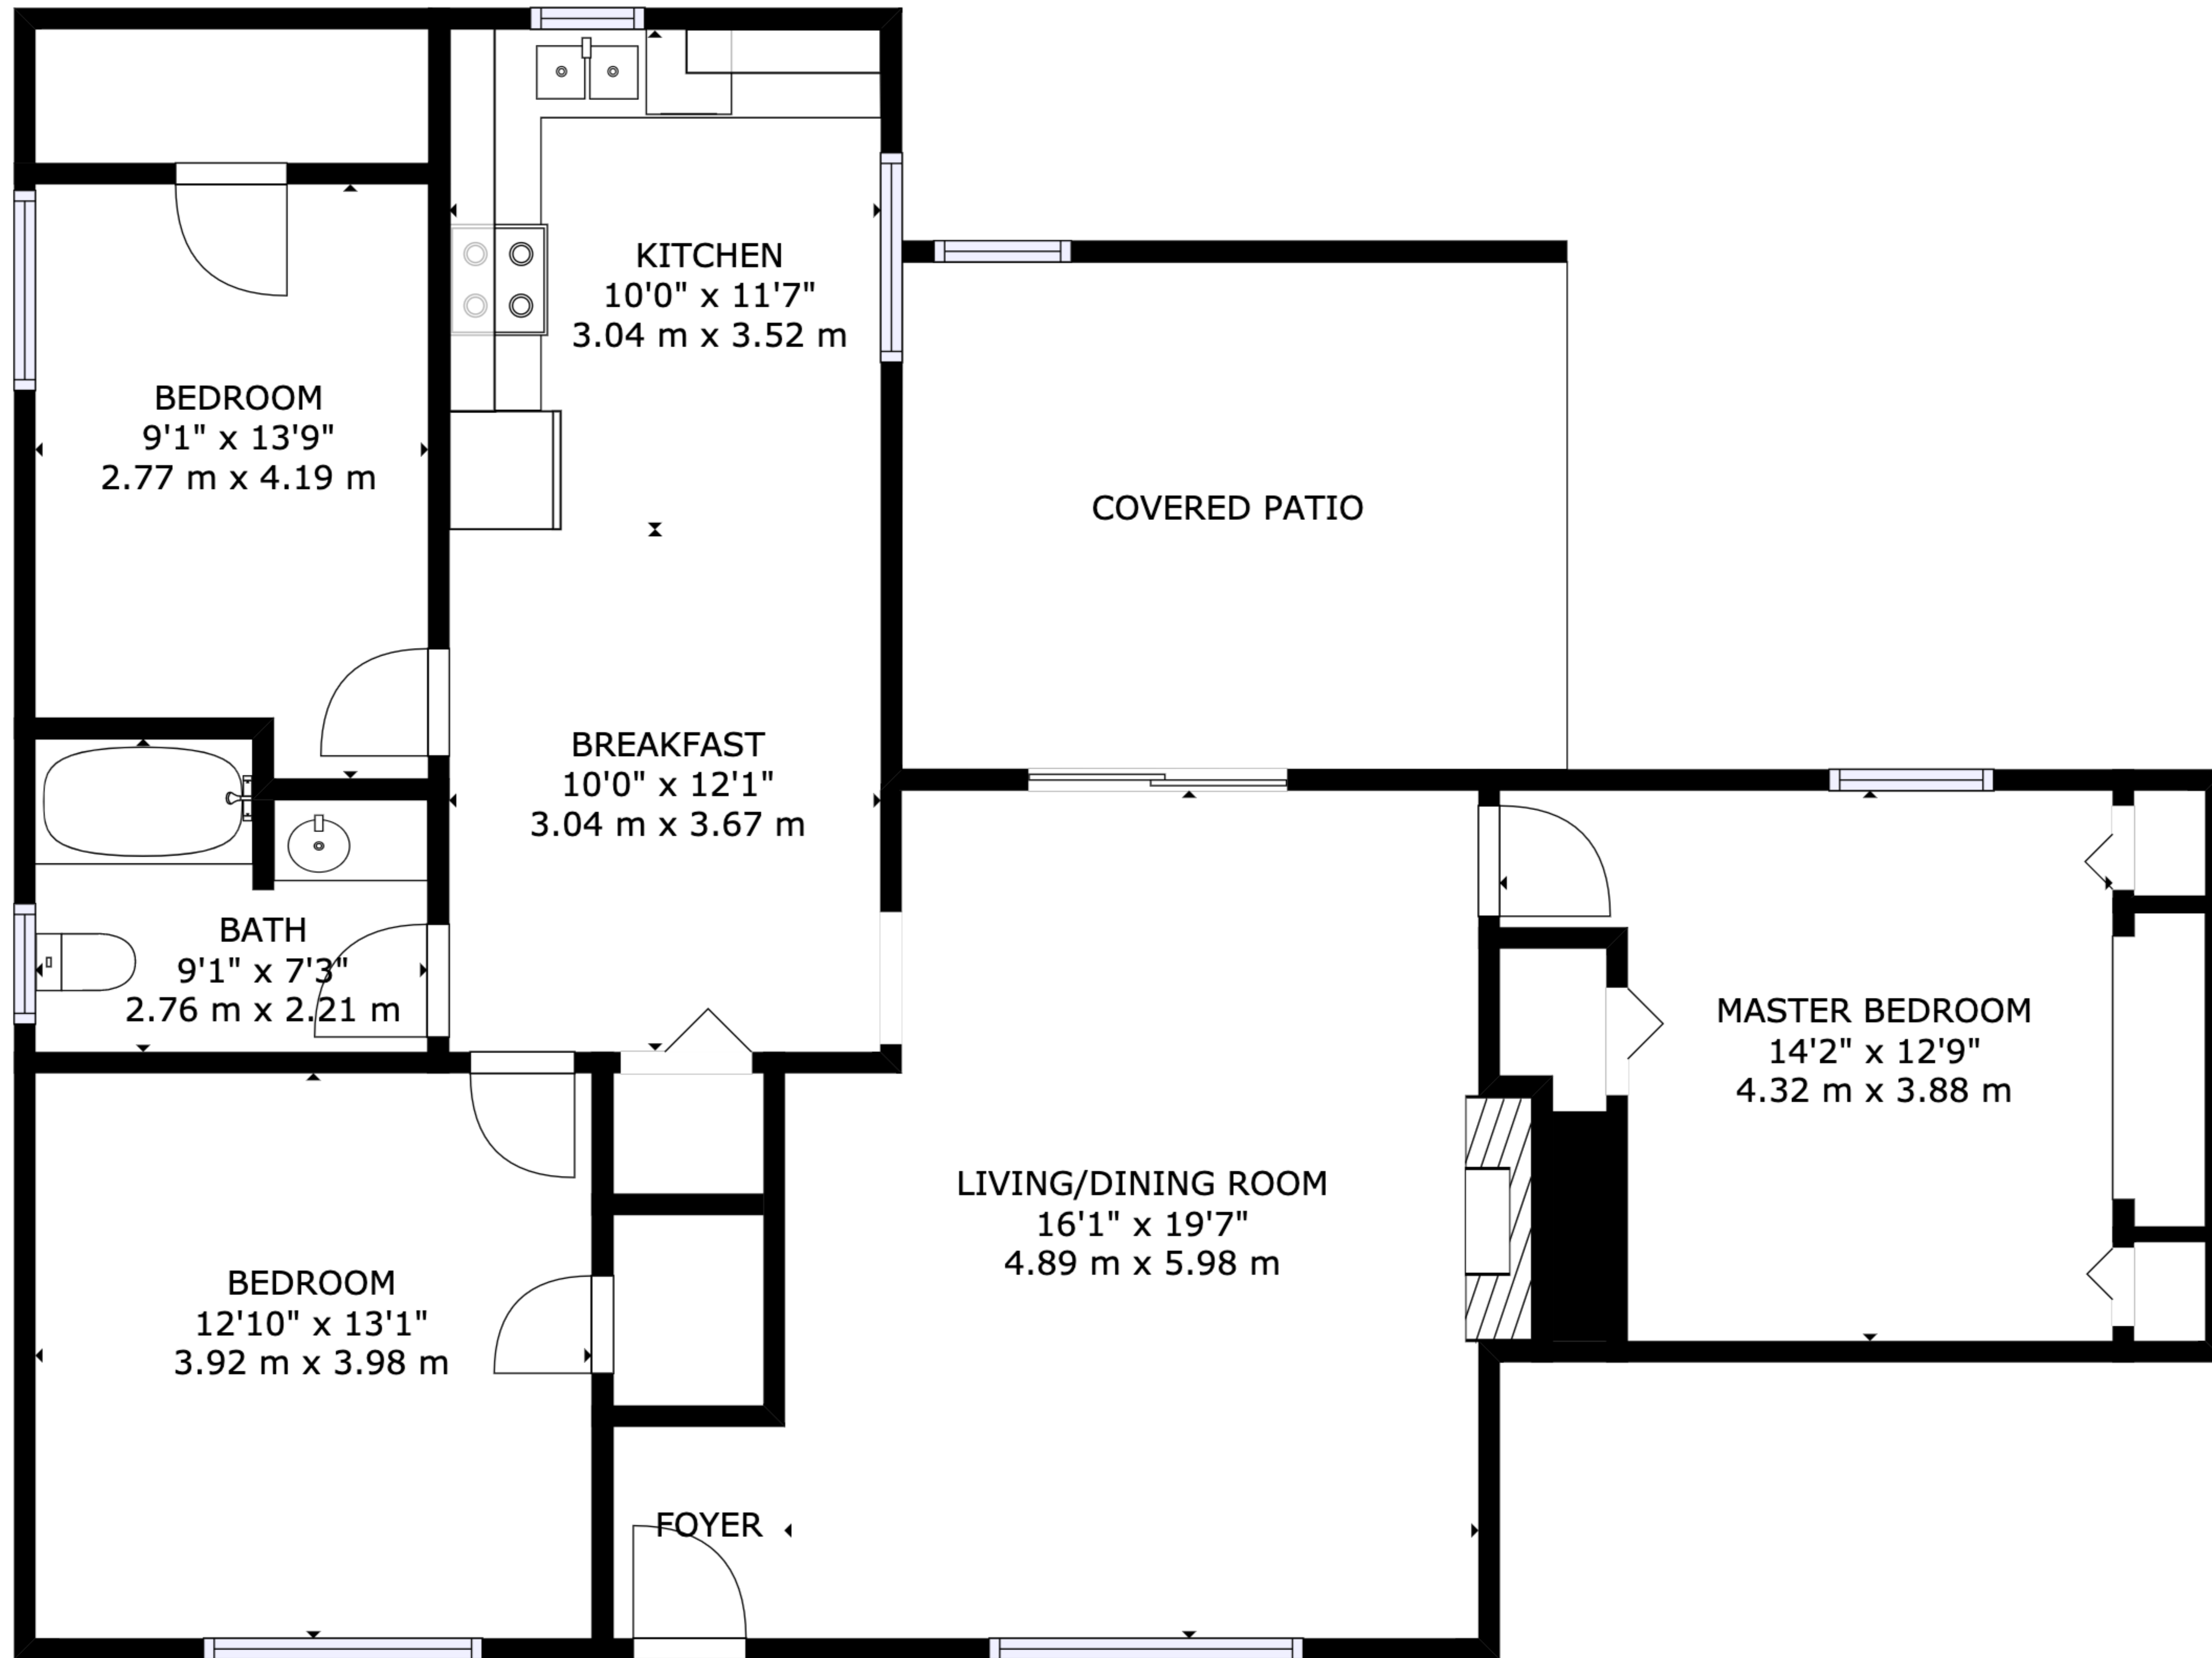 KITCHEN
10'0" x 11'7"
3.04 m x 3.52 m
BEDROOM
9'1" x 13'9"
2.77 m x 4.19 m
COVERED PATIO
BREAKFAST
10'0" x 12'1"
3.04 m x 3.67 m
BATH
9'1" x 7'3"
2.76 m x 2.21 m
MASTER BEDROOM
14'2" x 12'9"
4.32 m x 3.88 m
LIVING/DINING ROOM
16'1" x 19'7"
4.89 m x 5.98 m
BEDROOM
12'10" x 13'1"
3.92 m x 3.98 m
FOYER